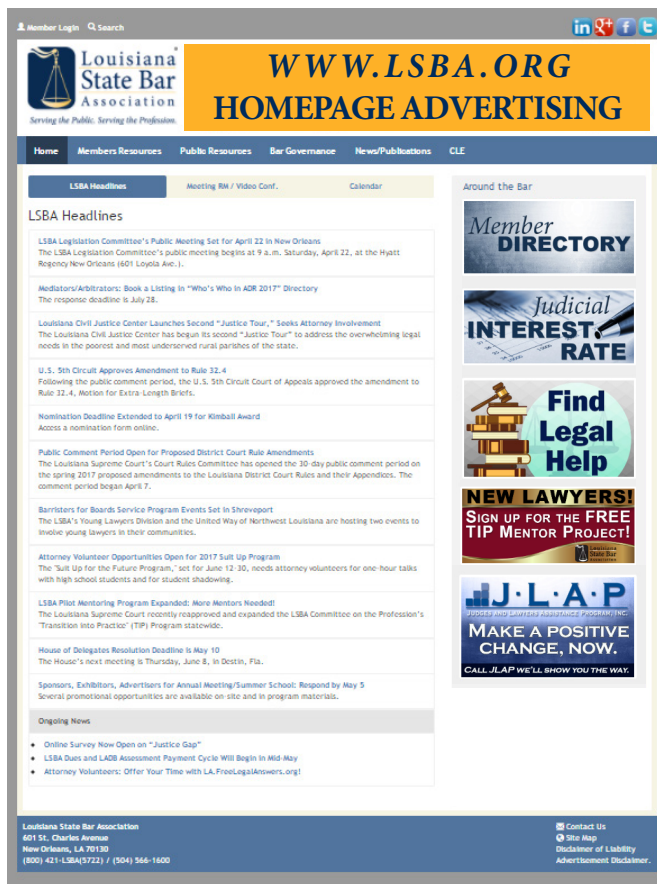 Member Login Search
in g+ f t
Louisiana
State Bar
Association
Serving the Public. Serving the Profession.
WWW.LSBA.ORG
HOMEPAGE ADVERTISING
Home Members Resources Public Resources Bar Governance News/Publications CLE
LSBA Headlines Meeting RM / Video Conf. Calendar
LSBA Headlines
LSBA Legislation Committee's Public Meeting Set for April 22 in New Orleans
The LSBA Legislation Committee's public meeting begins at 9 a.m. Saturday, April 22, at the Hyatt
Regency New Orleans (601 Loyola Ave.).
Mediators/Arbitrators: Book a Listing in "Who's Who in ADR 2017" Directory
The response deadline is July 28.
Louisiana Civil Justice Center Launches Second "Justice Tour," Seeks Attorney Involvement
The Louisiana Civil Justice Center has begun its second "Justice Tour" to address the overwhelming legal
needs in the poorest and most underserved rural parishes of the state.
U.S. 5th Circuit Approves Amendment to Rule 32.4
Following the public comment period, the U.S. 5th Circuit Court of Appeals approved the amendment to
Rule 32.4, Motion for Extra-Length Briefs.
Nomination Deadline Extended to April 19 for Kimball Award
Access a nomination form online.
Public Comment Period Open for Proposed District Court Rule Amendments
The Louisiana Supreme Court's Court Rules Committee has opened the 30-day public comment period on
the spring 2017 proposed amendments to the Louisiana District Court Rules and their Appendices. The
comment period began April 7.
Barristers for Boards Service Program Events Set in Shreveport
The LSBA's Young Lawyers Division and the United Way of Northwest Louisiana are hosting two events to
involve young lawyers in their communities.
Attorney Volunteer Opportunities Open for 2017 Suit Up Program
The "Suit Up for the Future Program," set for June 12-30, needs attorney volunteers for one-hour talks
with high school students and for student shadowing.
LSBA Pilot Mentoring Program Expanded: More Mentors Needed!
The Louisiana Supreme Court recently reapproved and expanded the LSBA Committee on the Profession's
"Transition Into Practice" (TIP) Program statewide.
House of Delegates Resolution Deadline is May 10
The House's next meeting is Thursday, June 8, in Destin, Fla.
Sponsors, Exhibitors, Advertisers for Annual Meeting/Summer School: Respond by May 5
Several promotional opportunities are available on-site and in program materials.
Ongoing News
Online Survey Now Open on "Justice Gap"
LSBA Dues and LADB Assessment Payment Cycle Will Begin in Mid-May
Attorney Volunteers: Offer Your Time with LA.FreeLegalAnswers.org!
Around the Bar
Member
DIRECTORY
Judicial
INTEREST
RATE
Find
Legal
Help
NEW LAWYERS!
SIGN UP FOR THE FREE
TIP MENTOR PROJECT!
Louisiana
State Bar
Association
J·L·A·P
JUDGES AND LAWYERS ASSISTANCE PROGRAM, INC.
MAKE A POSITIVE
CHANGE, NOW.
CALL JLAP WE'LL SHOW YOU THE WAY.
Louisiana State Bar Association
601 St. Charles Avenue
New Orleans, LA 70130
(800) 421-LSBA(5722) / (504) 566-1600
Contact Us
Site Map
Disclaimer of Liability
Advertisement Disclaimer.